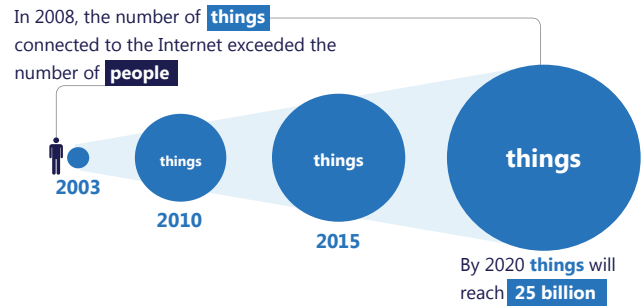 In 2008, the number of things
connected to the Internet exceeded the
number of people
things
things
things
2003
2010
2015
By 2020 things will
reach 25 billion